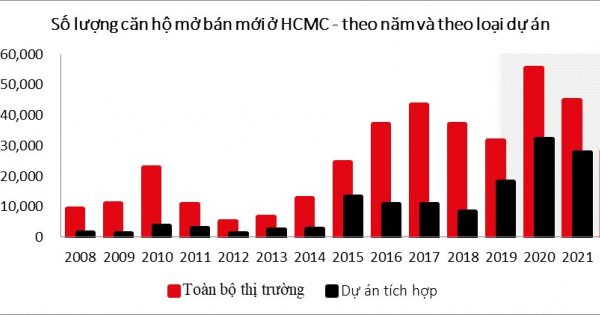 Số lượng căn hộ mở bán mới ở HCMC - theo năm và theo loại dự án
60,000
50,000
40,000
30,000
20,000
10,000
0
2008 2009 2010 2011 2012 2013 2014 2015 2016 2017 2018 2019 2020 2021
Toàn bộ thị trường Dự án tích hợp